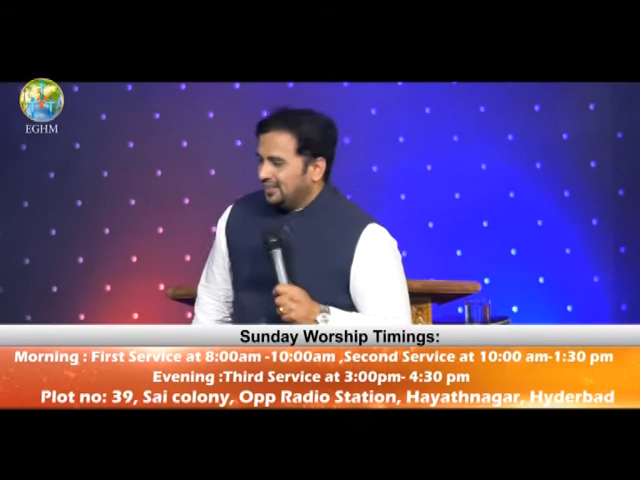 EGHM
Sunday Worship Timings:
Morning : First Service at 8:00am -10:00am ,Second Service at 10:00 am-1:30 pm
Evening :Third Service at 3:00pm- 4:30 pm
Plot no: 39, Sai colony, Opp Radio Station, Hayathnagar, Hyderbad